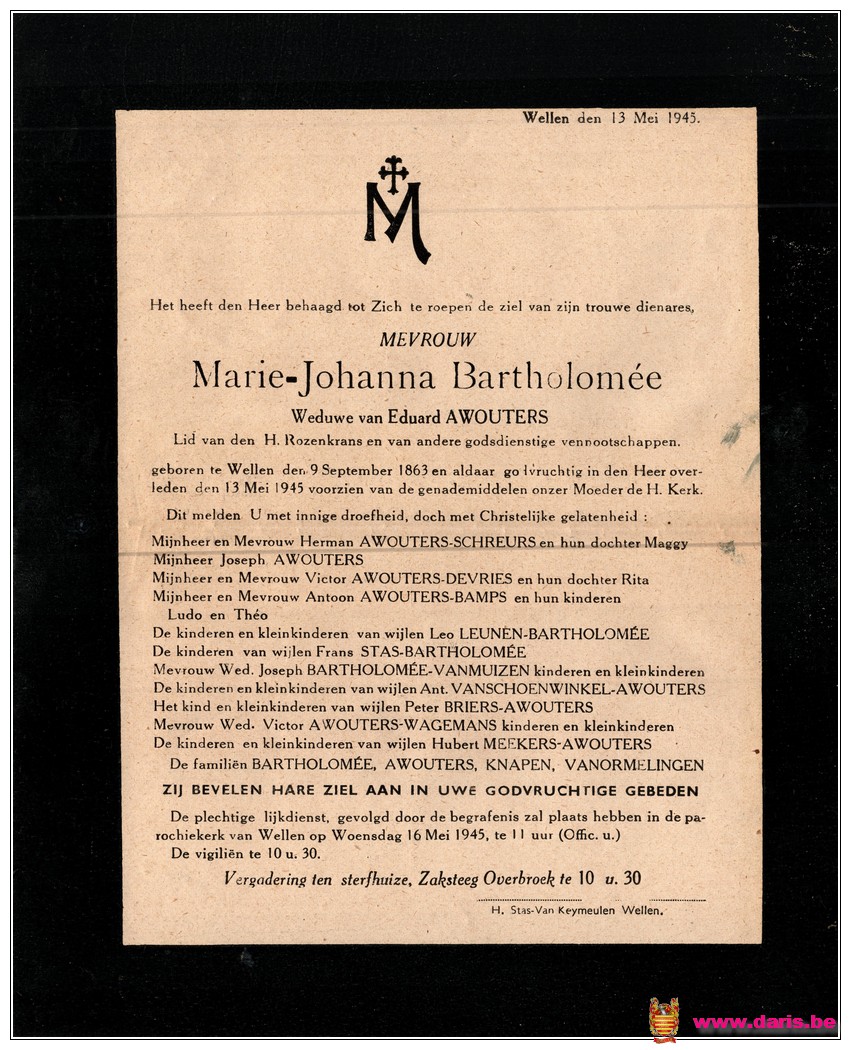 Wellen den 13 Mei 1945.
M
Het heeft den Heer behaagd tot Zich te roepen de ziel van zijn trouwe dienares,
MEVROUW
Marie-Johanna Bartholomée
Weduwe van Eduard AWOUTERS
Lid van den H. Rozenkrans en van andere godsdienstige vennootschappen.
geboren te Wellen den 9 September 1863 en aldaar godvruchtig in den Heer over-
leden den 13 Mei 1945 voorzien van de genademiddelen onzer Moeder de H. Kerk.
Dit melden U met innige droefheid, doch met Christelijke gelatenheid :
Mijnheer en Mevrouw Herman AWOUTERS-SCHREURS en hun dochter Maggy
Mijnheer Joseph AWOUTERS
Mijnheer en Mevrouw Victor AWOUTERS-DEVRIES en hun dochter Rita
Mijnheer en Mevrouw Antoon AWOUTERS-BAMPS en hun kinderen
Ludo en Théo
De kinderen en kleinkinderen van wijlen Leo LEUNEN-BARTHOLOMÉE
De kinderen van wijlen Frans STAS-BARTHOLOMÉE
Mevrouw Wed. Joseph BARTHOLOMÉE-VANMUIZEN kinderen en kleinkinderen
De kinderen en kleinkinderen van wijlen Ant. VANSCHOENWINKEL-AWOUTERS
Het kind en kleinkinderen van wijlen Peter BRIERS-AWOUTERS
Mevrouw Wed. Victor AWOUTERS-WAGEMANS kinderen en kleinkinderen
De kinderen en kleinkinderen van wijlen Hubert MEEKERS-AWOUTERS
De familiën BARTHOLOMÉE, AWOUTERS, KNAPEN, VANORMELINGEN
ZIJ BEVELEN HARE ZIEL AAN IN UWE GODVRUCHTIGE GEBEDEN
De plechtige lijkdienst, gevolgd door de begrafenis zal plaats hebben in de pa-
rochiekerk van Wellen op Woensdag 16 Mei 1945, te 11 uur (Offic. u.)
De vigiliën te 10 u. 30.
Vergadering ten sterfhuize, Zaksteeg Overbroek te 10 u. 30
H. Stas-Van Keymeulen Wellen.
www.daris.be